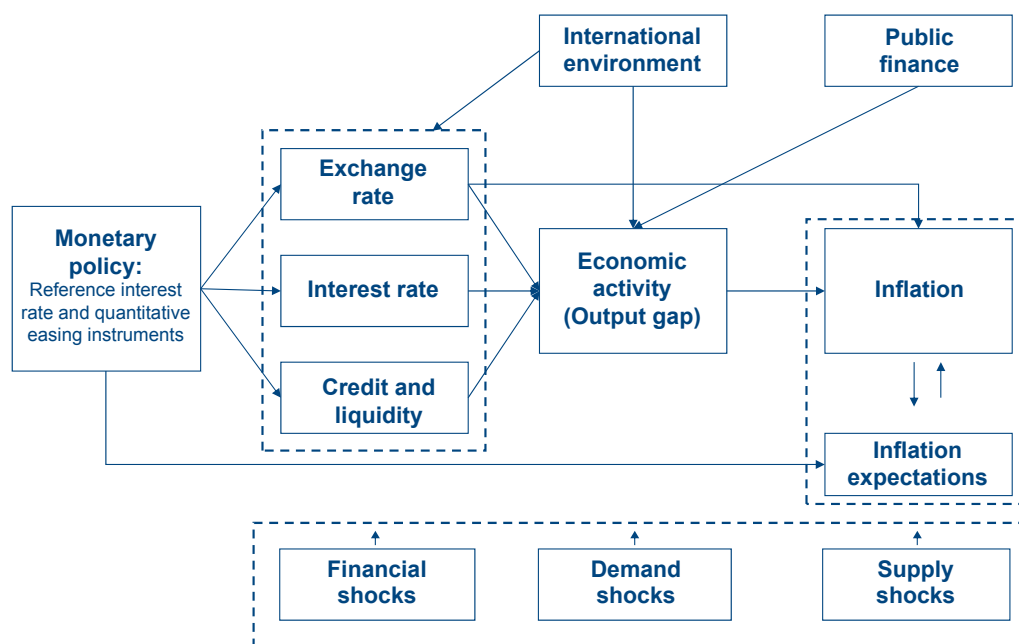 International
environment
Public
finance
Exchange
rate
Monetary
policy:
Reference interest
rate and quantitative
easing instruments
Interest rate
Economic
activity
(Output gap)
Inflation
Credit and
liquidity
Inflation
expectations
Financial
shocks
Demand
shocks
Supply
shocks